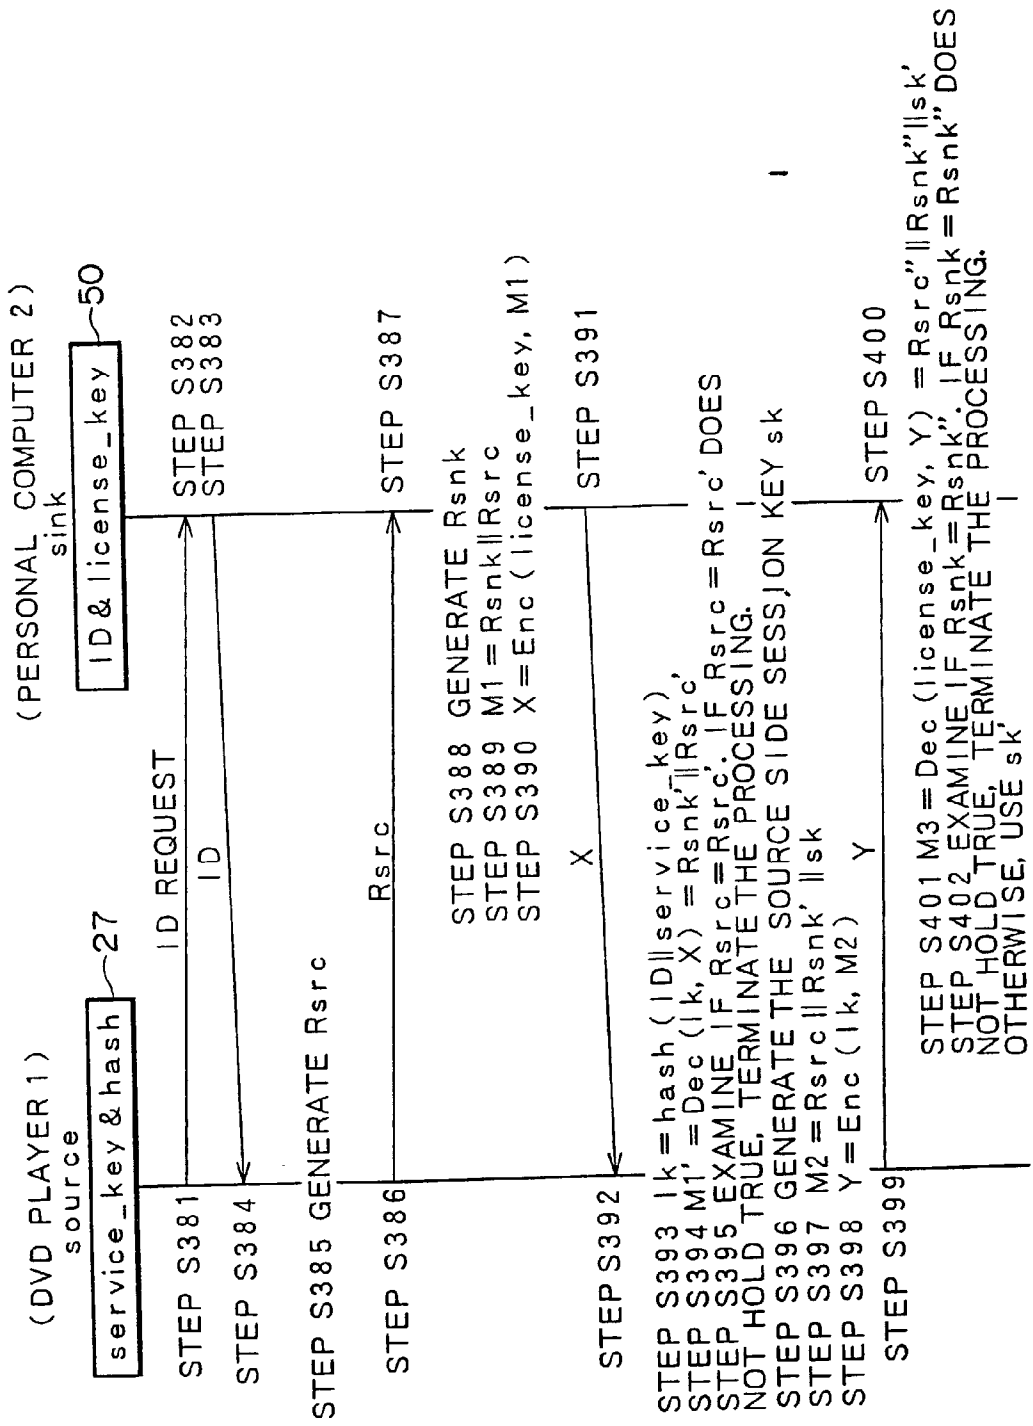 (DVD PLAYER1)
source
service_key & hash
27
(PERSONAL COMPUTER 2)
sink
ID & license_key
50
STEP S381
ID REQUEST
STEP S382
STEP S383
ID
STEP S384
STEP S385 GENERATE Rsrc
STEP S386
Rsrc
STEP S387
STEP S388 GENERATE Rsnk
STEP S389 M1=Rsnk||Rsrc
STEP S390 X=Enc(license_key, M1)
STEP S391
X
STEP S392
STEP S393 lk=hash(ID||service_key)
STEP S394 M1'=Dec(lk, X)=Rsnk'||Rsrc'
STEP S395 EXAMINE IF Rsrc=Rsrc'. IF Rsrc=Rsrc' DOES
NOT HOLD TRUE, TERMINATE THE PROCESSING.
STEP S396 GENERATE THE SOURCE SIDE SESSION KEY sk
STEP S397 M2=Rsrc||Rsnk'||sk
STEP S398 Y=Enc(lk, M2)
STEP S399
Y
STEP S400
STEP S401 M3=Dec(license_key, Y)=Rsrc"||Rsnk"||sk'
STEP S402 EXAMINE IF Rsnk=Rsnk". IF Rsnk=Rsnk" DOES
NOT HOLD TRUE, TERMINATE THE PROCESSING.
OTHERWISE, USE sk'